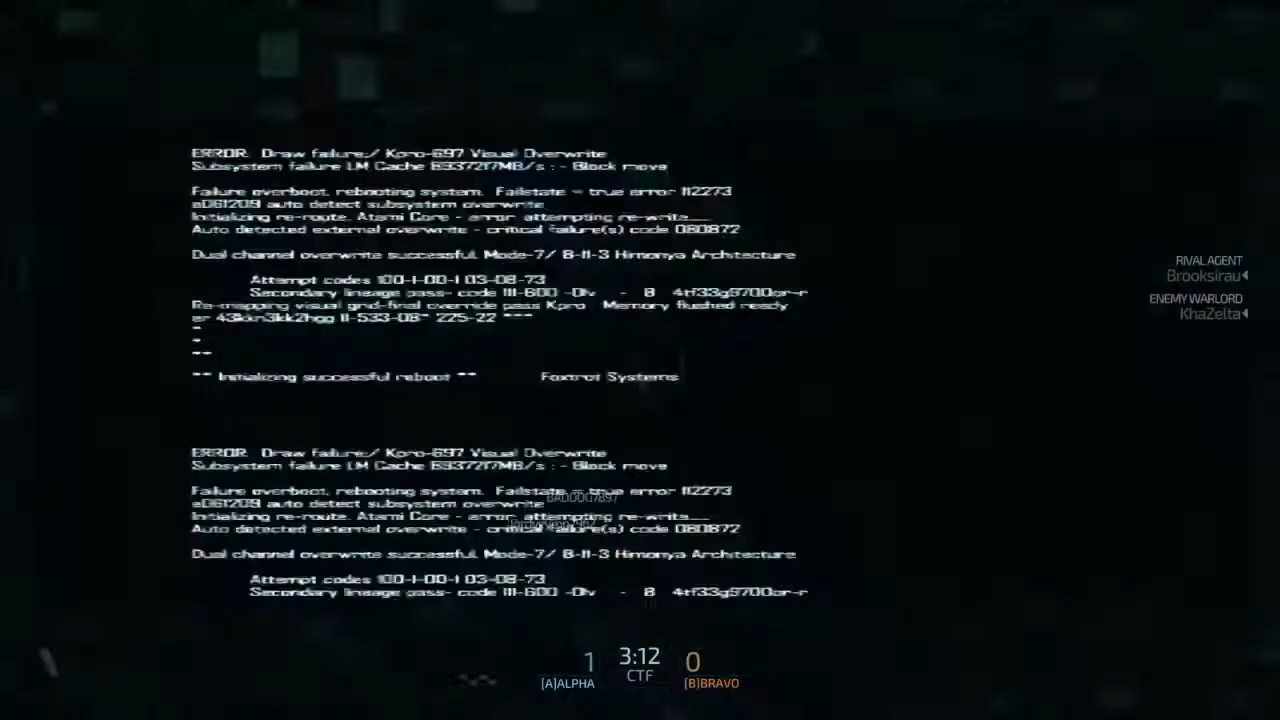 ERROR. Draw failure:/ Kpro-697 Visual Overwrite
Subsystem failure LM Cache 6937217MB/s : - Block move
Failure overboot, rebooting system. Failstate = true error 112273
a061209 auto detect subsystem overwrite
Initializing re-route. Atami Core - error attempting re-write
Auto detected external overwrite - critical failure(s) code 080872
Dual channel overwrite successful. Mode-7/ 8-11-3 Himonya Architecture
Attempt codes 100-1-00-1 03-08-73
Secondary lineage pass- code 111-600
Re-mapping visual grid-final override pass Kpro Memory flushed ready
** Initializing successful reboot ** Foxtrot Systems
RIVAL AGENT
Brooksirau
ENEMY WARLORD
KhaZelta
ERROR. Draw failure:/ Kpro-697 Visual Overwrite
Subsystem failure LM Cache 6937217MB/s : - Block move
Failure overboot, rebooting system. Failstate = true error 112273
a061209 auto detect subsystem overwrite
Initializing re-route. Atami Core - error attempting re-write
Auto detected external overwrite - critical failure(s) code 080872
Dual channel overwrite successful. Mode-7/ 8-11-3 Himonya Architecture
Attempt codes 100-1-00-1 03-08-73
Secondary lineage pass- code 111-600
1 3:12 0
[A]ALPHA CTF [B]BRAVO